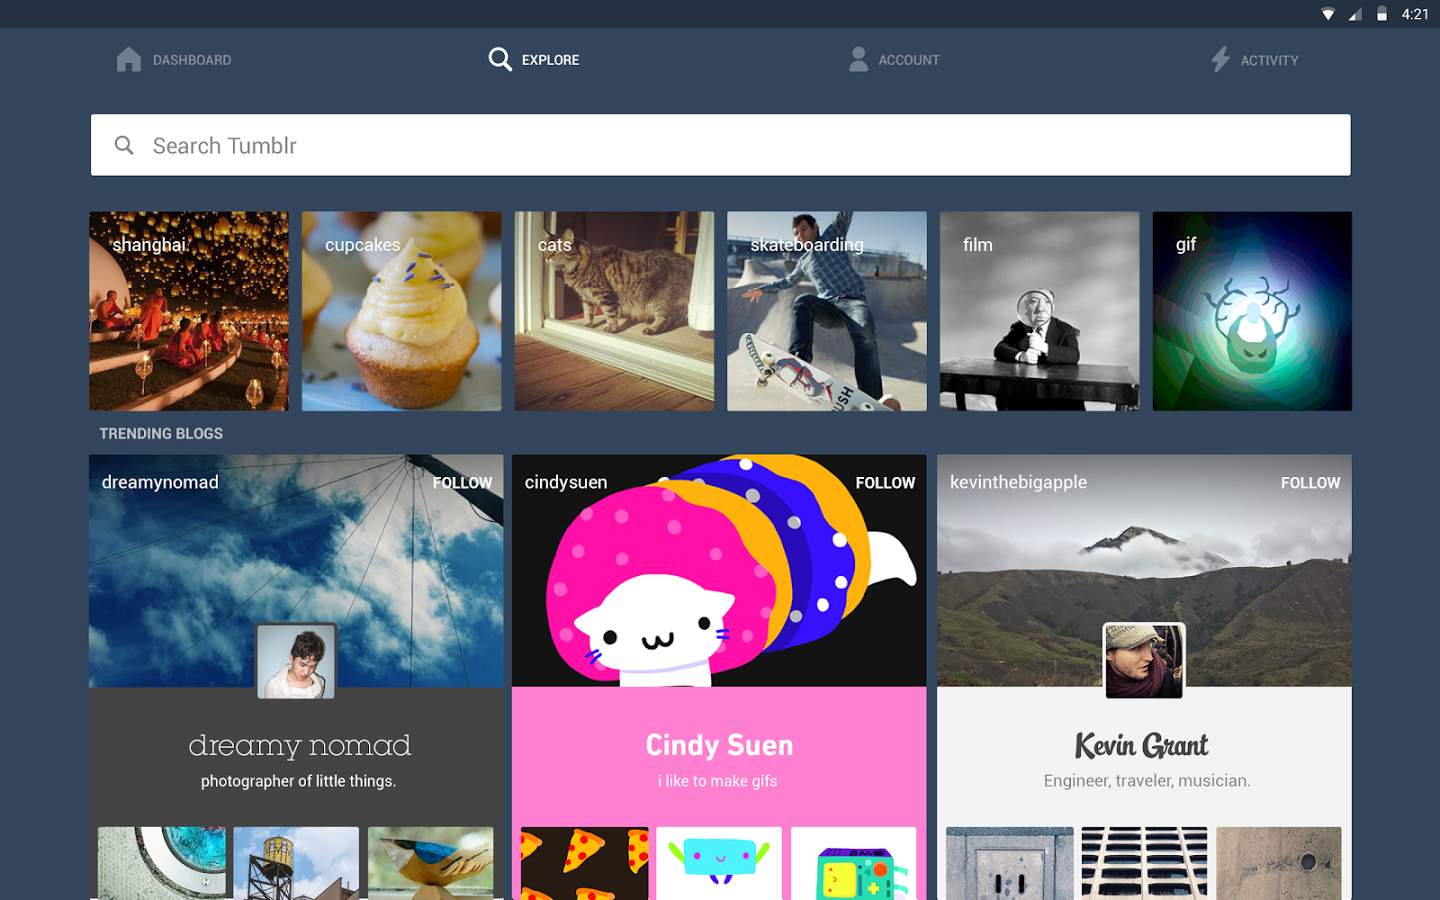 4:21
DASHBOARD
EXPLORE
ACCOUNT
ACTIVITY
Search Tumblr
shanghai
cupcakes
cats
skateboarding
film
gif
TRENDING BLOGS
dreamynomad
FOLLOW
cindysuen
FOLLOW
kevinthebigapple
FOLLOW
dreamy nomad
photographer of little things.
Cindy Suen
i like to make gifs
Kevin Grant
Engineer, traveler, musician.